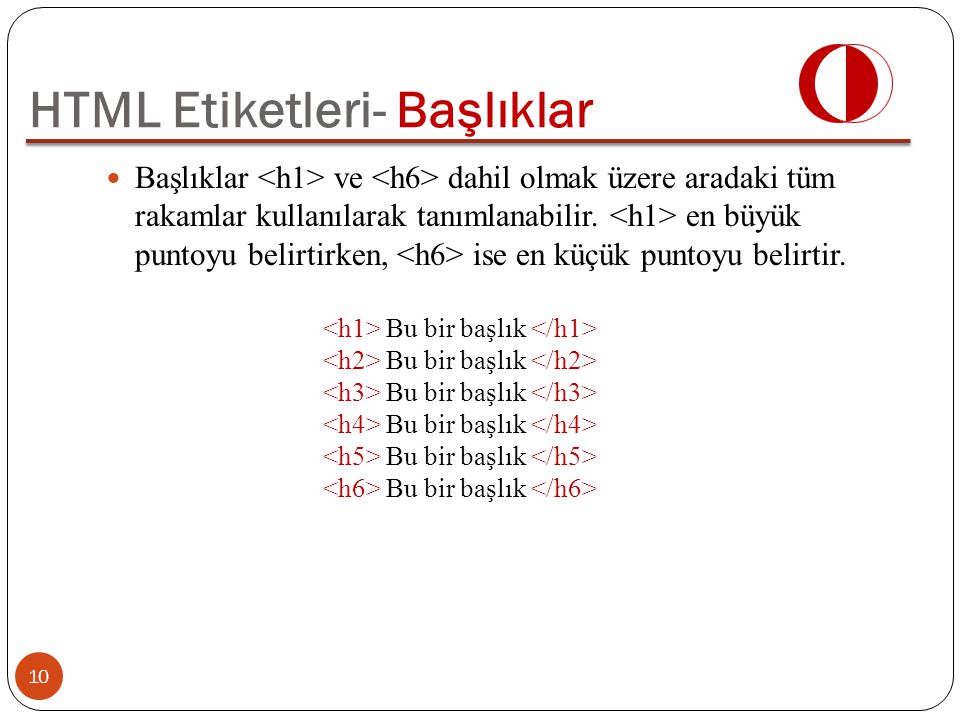 HTML Etiketleri- Başlıklar
Başlıklar <h1> ve <h6> dahil olmak üzere aradaki tüm
rakamlar kullanılarak tanımlanabilir. <h1> en büyük
puntoyu belirtirken, <h6> ise en küçük puntoyu belirtir.
<h1> Bu bir başlık </h1>
<h2> Bu bir başlık </h2>
<h3> Bu bir başlık </h3>
<h4> Bu bir başlık </h4>
<h5> Bu bir başlık </h5>
<h6> Bu bir başlık </h6>
10